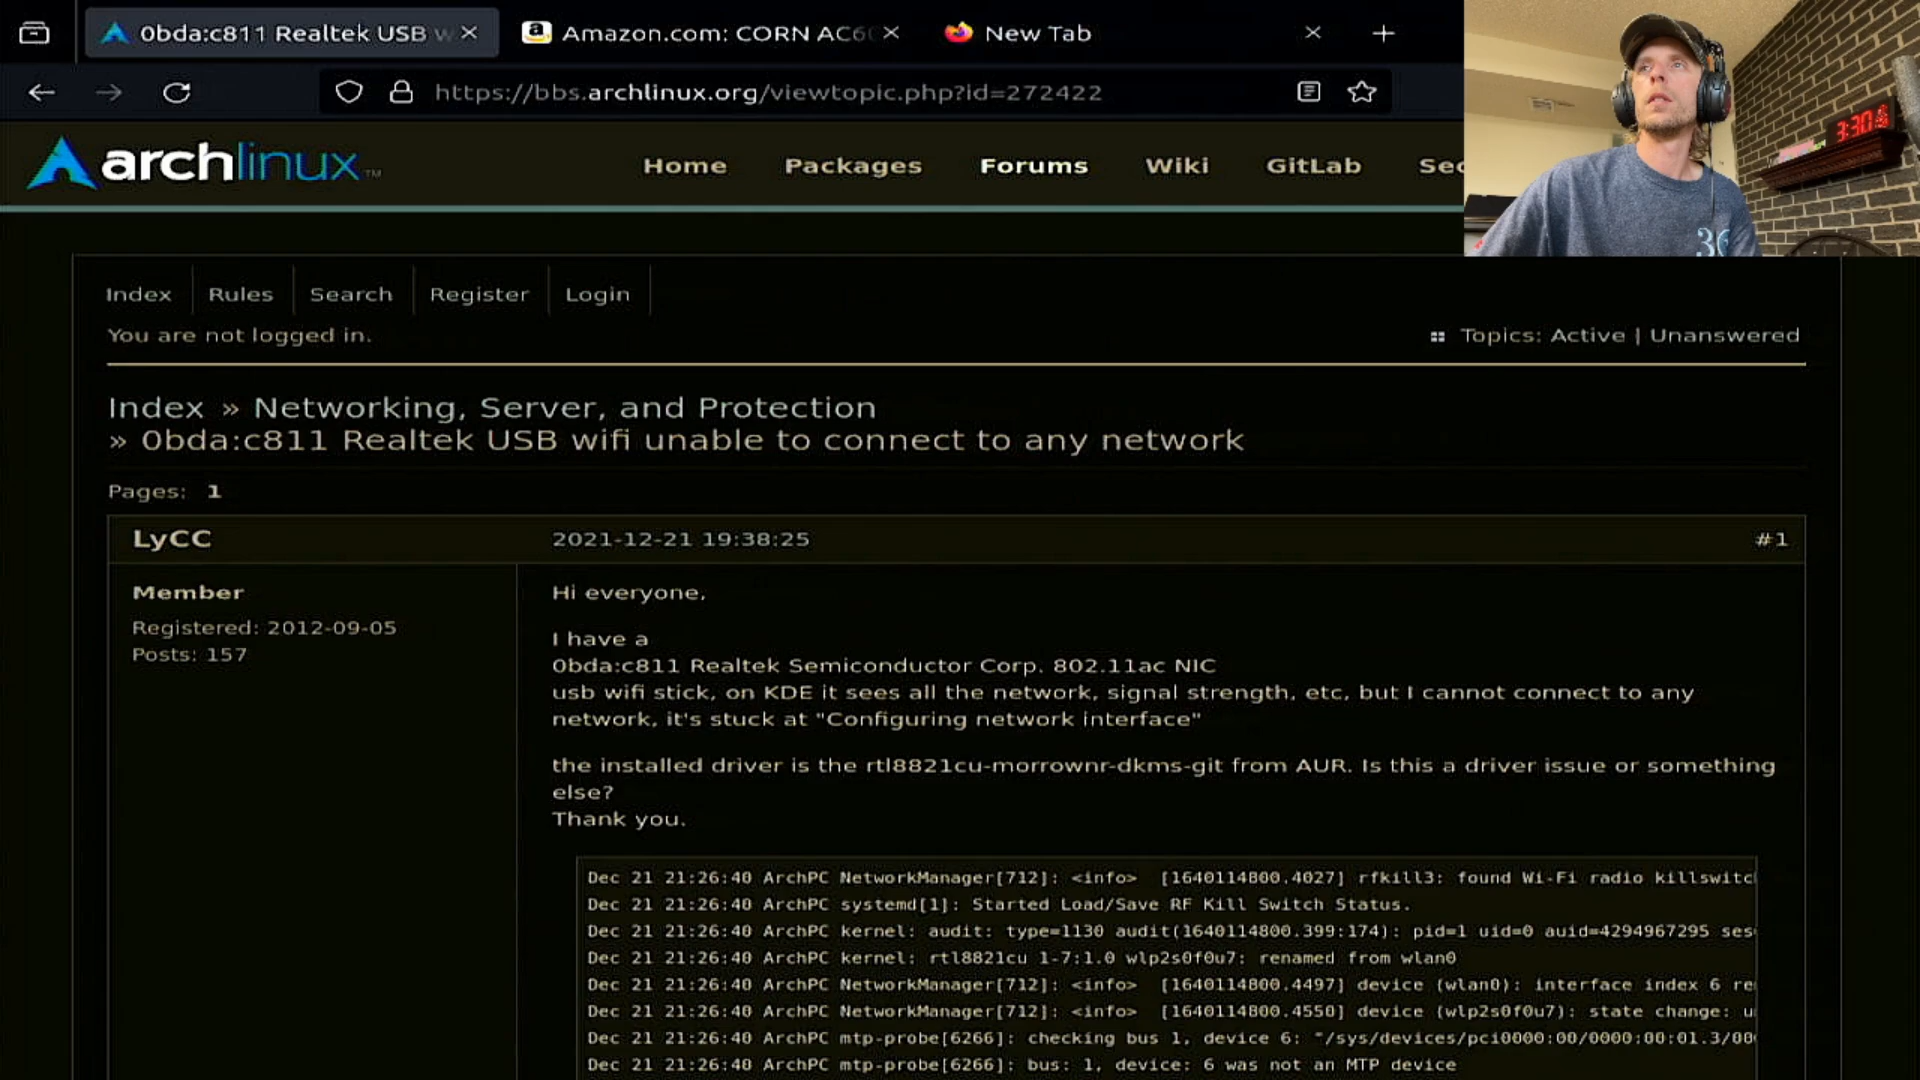 0bda:c811 Realtek USB w
Amazon.com: CORN AC6
New Tab
https://bbs.archlinux.org/viewtopic.php?id=272422
archlinux™
Home Packages Forums Wiki GitLab Sec
3:30
36
Index Rules Search Register Login
You are not logged in.
Topics: Active | Unanswered
Index » Networking, Server, and Protection
» 0bda:c811 Realtek USB wifi unable to connect to any network
Pages: 1
LyCC
2021-12-21 19:38:25
#1
Member
Registered: 2012-09-05
Posts: 157
Hi everyone,
I have a
0bda:c811 Realtek Semiconductor Corp. 802.11ac NIC
usb wifi stick, on KDE it sees all the network, signal strength, etc, but I cannot connect to any
network, it's stuck at "Configuring network interface"
the installed driver is the rtl8821cu-morrownr-dkms-git from AUR. Is this a driver issue or something
else?
Thank you.
Dec 21 21:26:40 ArchPC NetworkManager[712]: <info>  [1640114800.4027] rfkill3: found Wi-Fi radio killswitc
Dec 21 21:26:40 ArchPC systemd[1]: Started Load/Save RF Kill Switch Status.
Dec 21 21:26:40 ArchPC kernel: audit: type=1130 audit(1640114800.399:174): pid=1 uid=0 auid=4294967295 ses
Dec 21 21:26:40 ArchPC kernel: rtl8821cu 1-7:1.0 wlp2s0f0u7: renamed from wlan0
Dec 21 21:26:40 ArchPC NetworkManager[712]: <info>  [1640114800.4497] device (wlan0): interface index 6 re
Dec 21 21:26:40 ArchPC NetworkManager[712]: <info>  [1640114800.4550] device (wlp2s0f0u7): state change: u
Dec 21 21:26:40 ArchPC mtp-probe[6266]: checking bus 1, device 6: "/sys/devices/pci0000:00/0000:00:01.3/00
Dec 21 21:26:40 ArchPC mtp-probe[6266]: bus: 1, device: 6 was not an MTP device